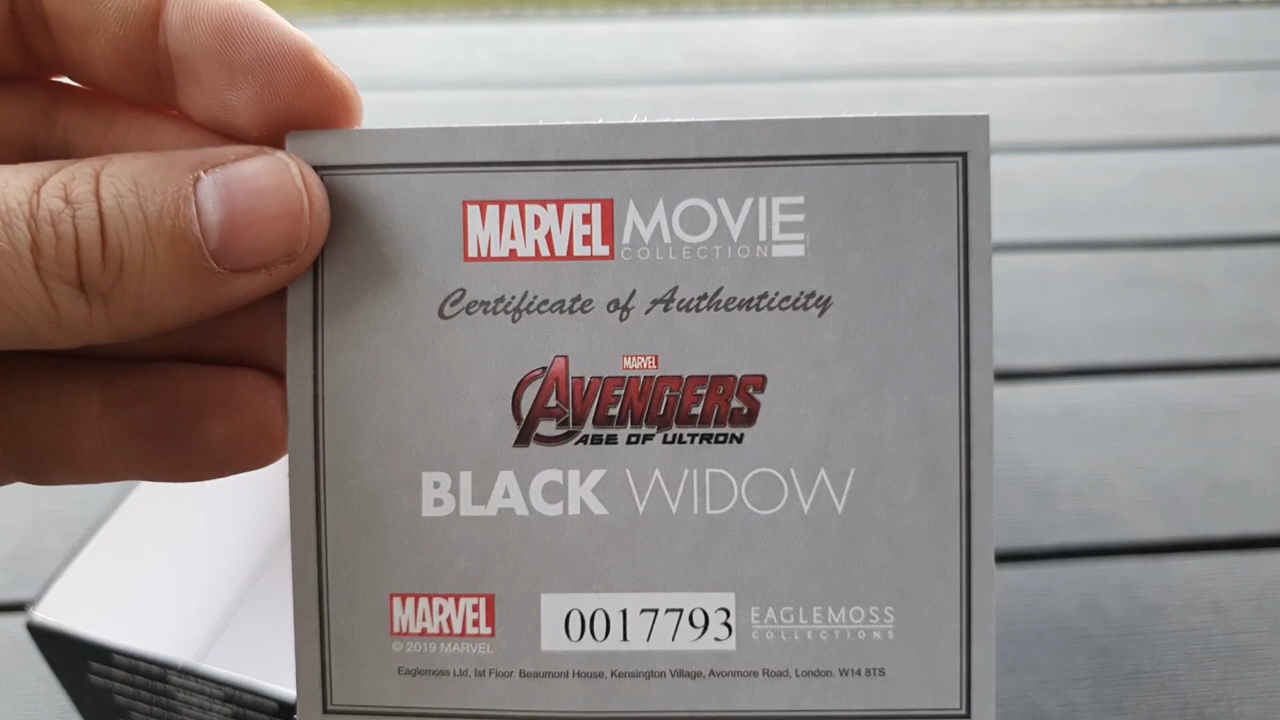 MARVEL MOVIE
COLLECTION
Certificate of Authenticity
MARVEL
AVENGERS
AGE OF ULTRON
BLACK WIDOW
MARVEL
© 2019 MARVEL
0017793
EAGLEMOSS
COLLECTIONS
Eaglemoss Ltd, 1st Floor. Beaumont House, Kensington Village, Avonmore Road, London. W14 8TS